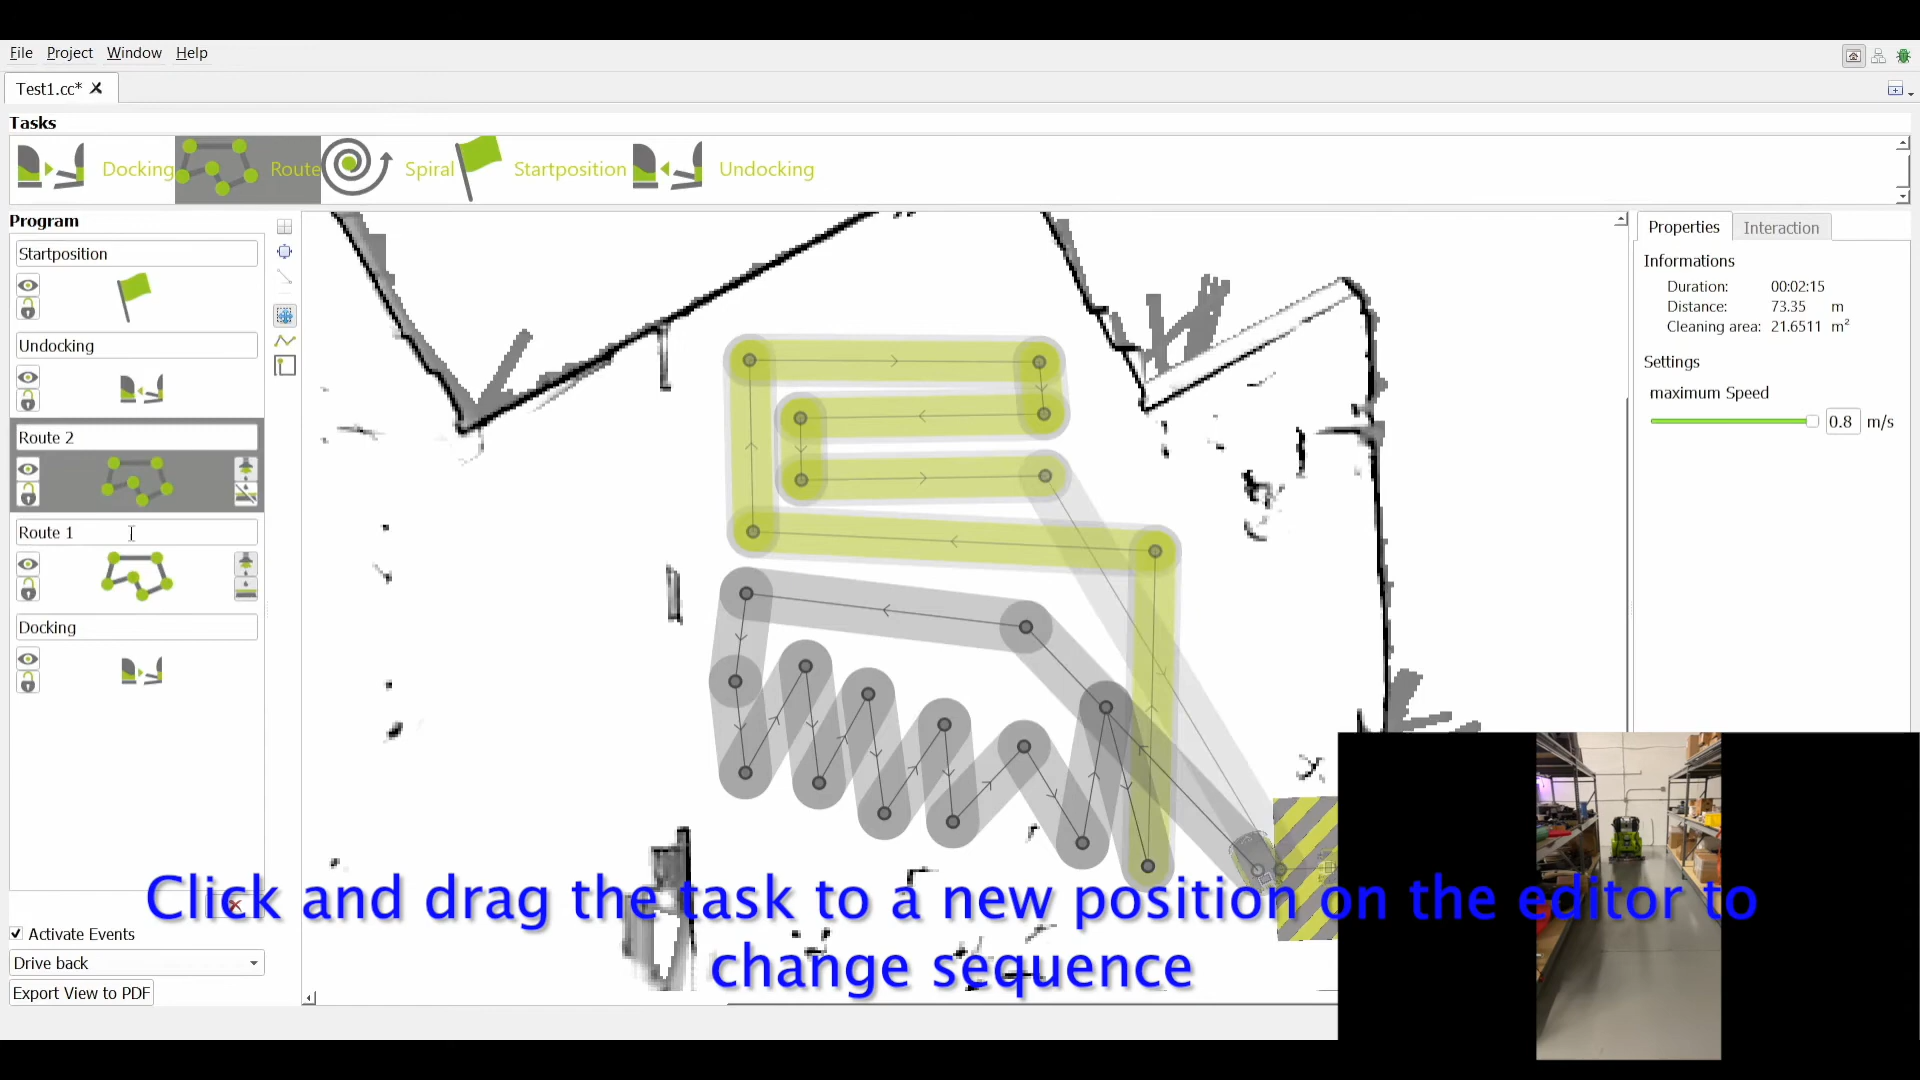 File Project Window Help
Test1.cc*
Tasks
Docking Route Spiral Startposition Undocking
Program
Startposition
Undocking
Route 2
Route 1
Docking
Activate Events
Drive back
Export View to PDF
Properties Interaction
Informations
Duration: 00:02:15
Distance: 73.35 m
Cleaning area: 21.6511 m²
Settings
maximum Speed
0.8 m/s
Click and drag the task to a new position on the editor to
change sequence